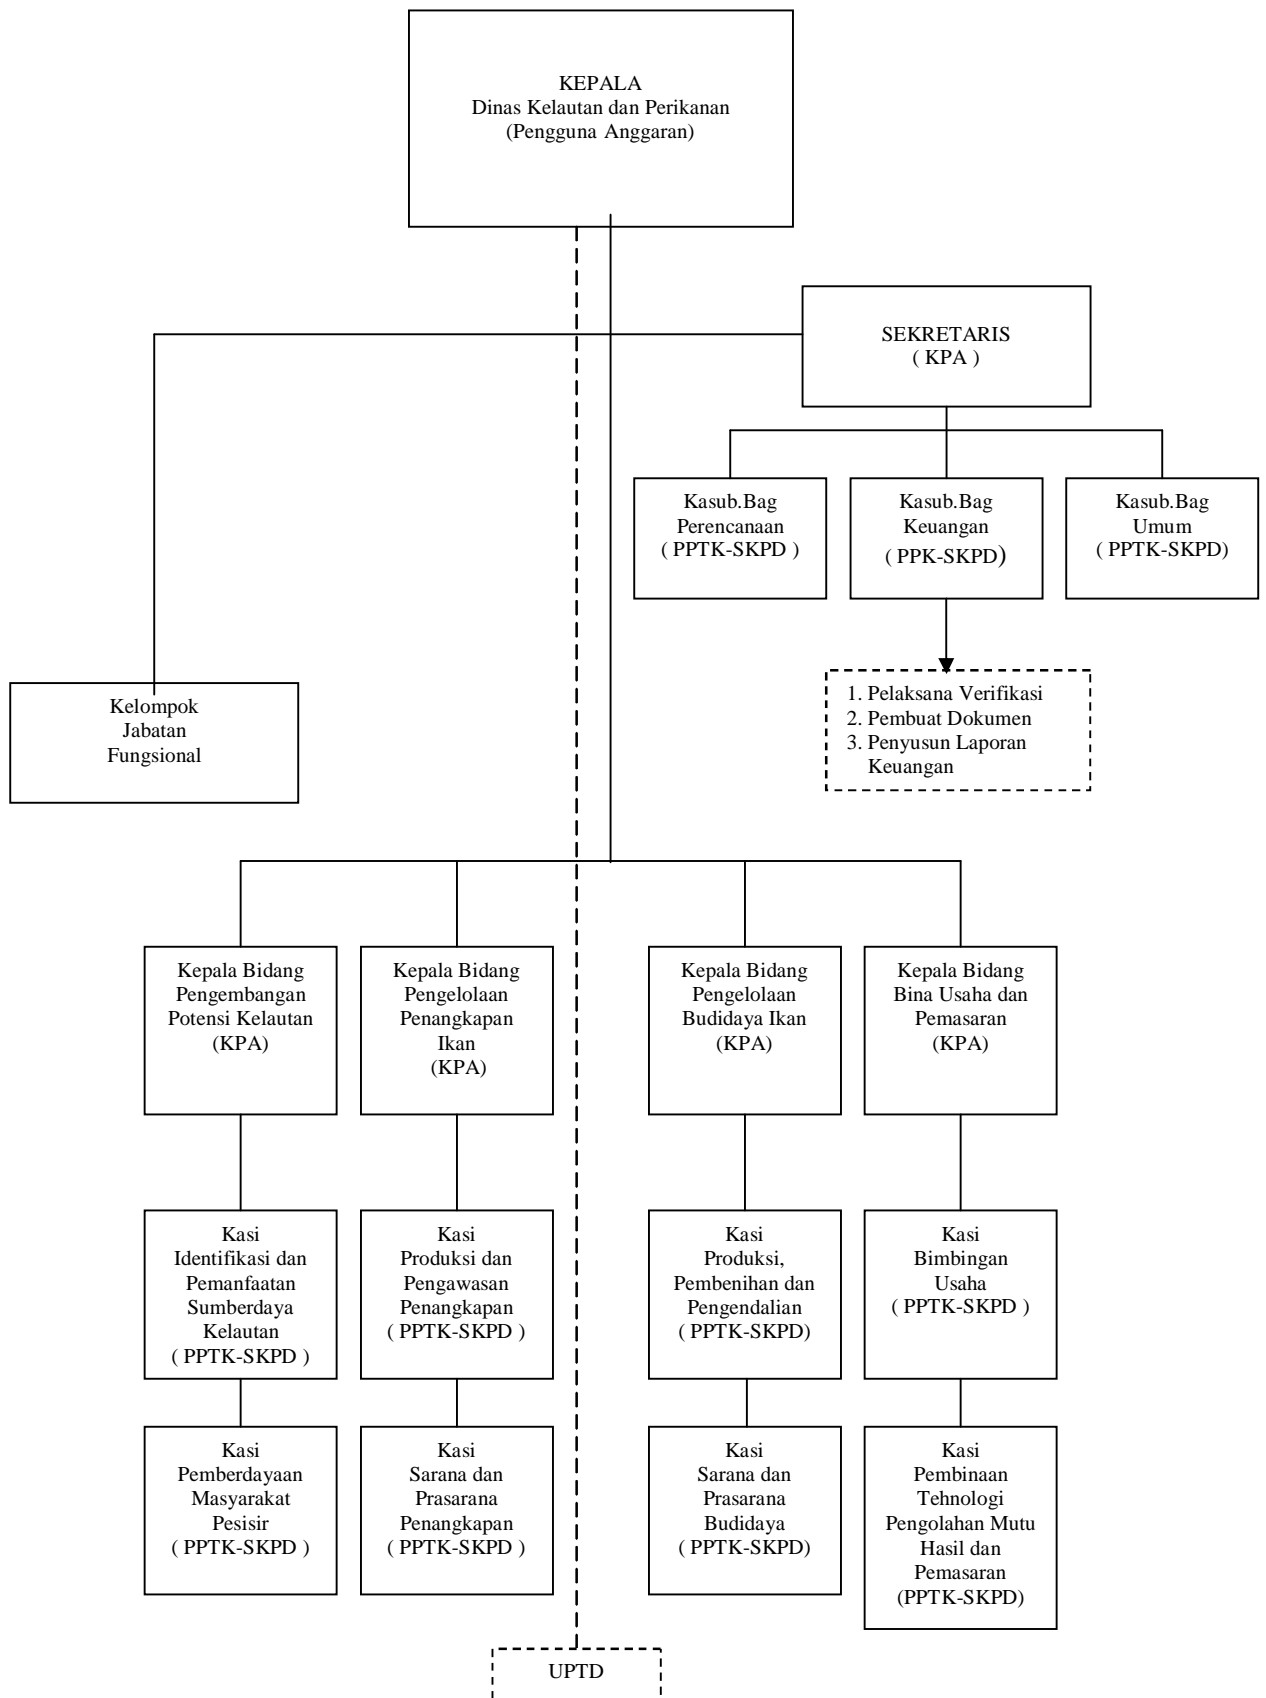 KEPALA
Dinas Kelautan dan Perikanan
(Pengguna Anggaran)
SEKRETARIS
( KPA )
Kasub.Bag
Perencanaan
( PPTK-SKPD )
Kasub.Bag
Keuangan
( PPK-SKPD)
Kasub.Bag
Umum
( PPTK-SKPD)
1. Pelaksana Verifikasi
2. Pembuat Dokumen
3. Penyusun Laporan
Keuangan
Kelompok
Jabatan
Fungsional
Kepala Bidang
Pengembangan
Potensi Kelautan
(KPA)
Kepala Bidang
Pengelolaan
Penangkapan
Ikan
(KPA)
Kepala Bidang
Pengelolaan
Budidaya Ikan
(KPA)
Kepala Bidang
Bina Usaha dan
Pemasaran
(KPA)
Kasi
Identifikasi dan
Pemanfaatan
Sumberdaya
Kelautan
( PPTK-SKPD )
Kasi
Produksi dan
Pengawasan
Penangkapan
( PPTK-SKPD )
Kasi
Produksi,
Pembenihan dan
Pengendalian
( PPTK-SKPD)
Kasi
Bimbingan
Usaha
( PPTK-SKPD )
Kasi
Pemberdayaan
Masyarakat
Pesisir
( PPTK-SKPD )
Kasi
Sarana dan
Prasarana
Penangkapan
( PPTK-SKPD )
Kasi
Sarana dan
Prasarana
Budidaya
( PPTK-SKPD)
Kasi
Pembinaan
Tehnologi
Pengolahan Mutu
Hasil dan
Pemasaran
(PPTK-SKPD)
UPTD